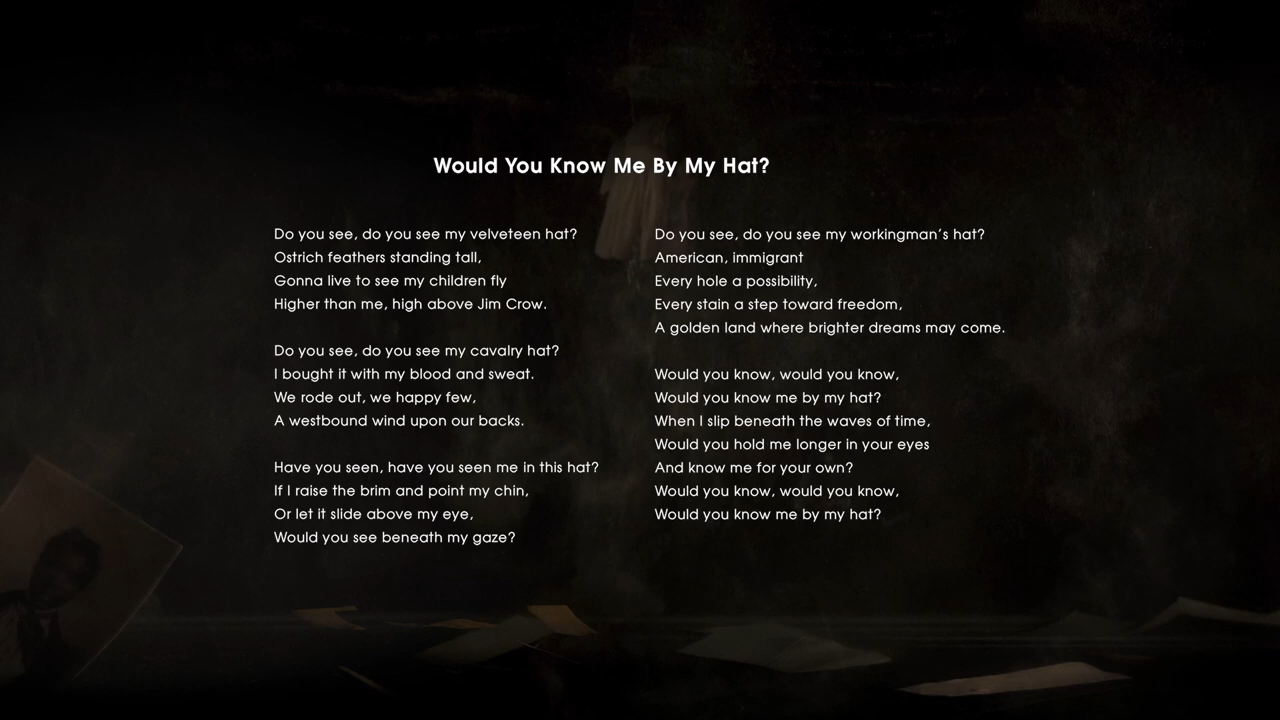 Would You Know Me By My Hat?
Do you see, do you see my velveteen hat?
Ostrich feathers standing tall,
Gonna live to see my children fly
Higher than me, high above Jim Crow.
Do you see, do you see my cavalry hat?
I bought it with my blood and sweat.
We rode out, we happy few,
A westbound wind upon our backs.
Have you seen, have you seen me in this hat?
If I raise the brim and point my chin,
Or let it slide above my eye,
Would you see beneath my gaze?
Do you see, do you see my workingman’s hat?
American, immigrant
Every hole a possibility,
Every stain a step toward freedom,
A golden land where brighter dreams may come.
Would you know, would you know,
Would you know me by my hat?
When I slip beneath the waves of time,
Would you hold me longer in your eyes
And know me for your own?
Would you know, would you know,
Would you know me by my hat?